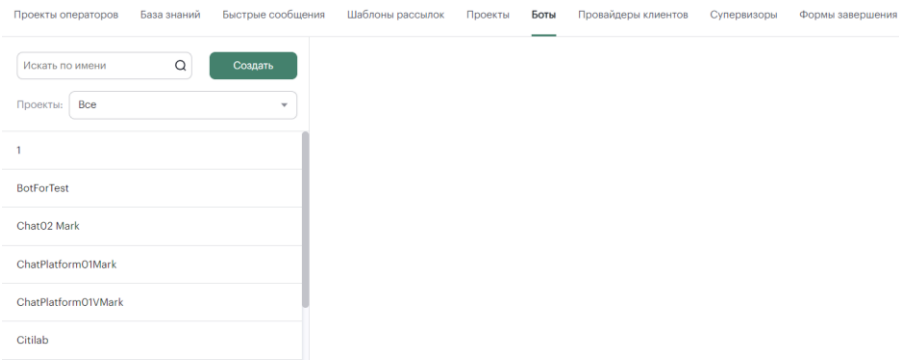 Проекты операторов База знаний Быстрые сообщения Шаблоны рассылок Проекты Боты Провайдеры клиентов Супервизоры Формы завершения
Искать по имени Создать
Проекты: Все
1
BotForTest
Chat02 Mark
ChatPlatform01Mark
ChatPlatform01VMark
Citilab